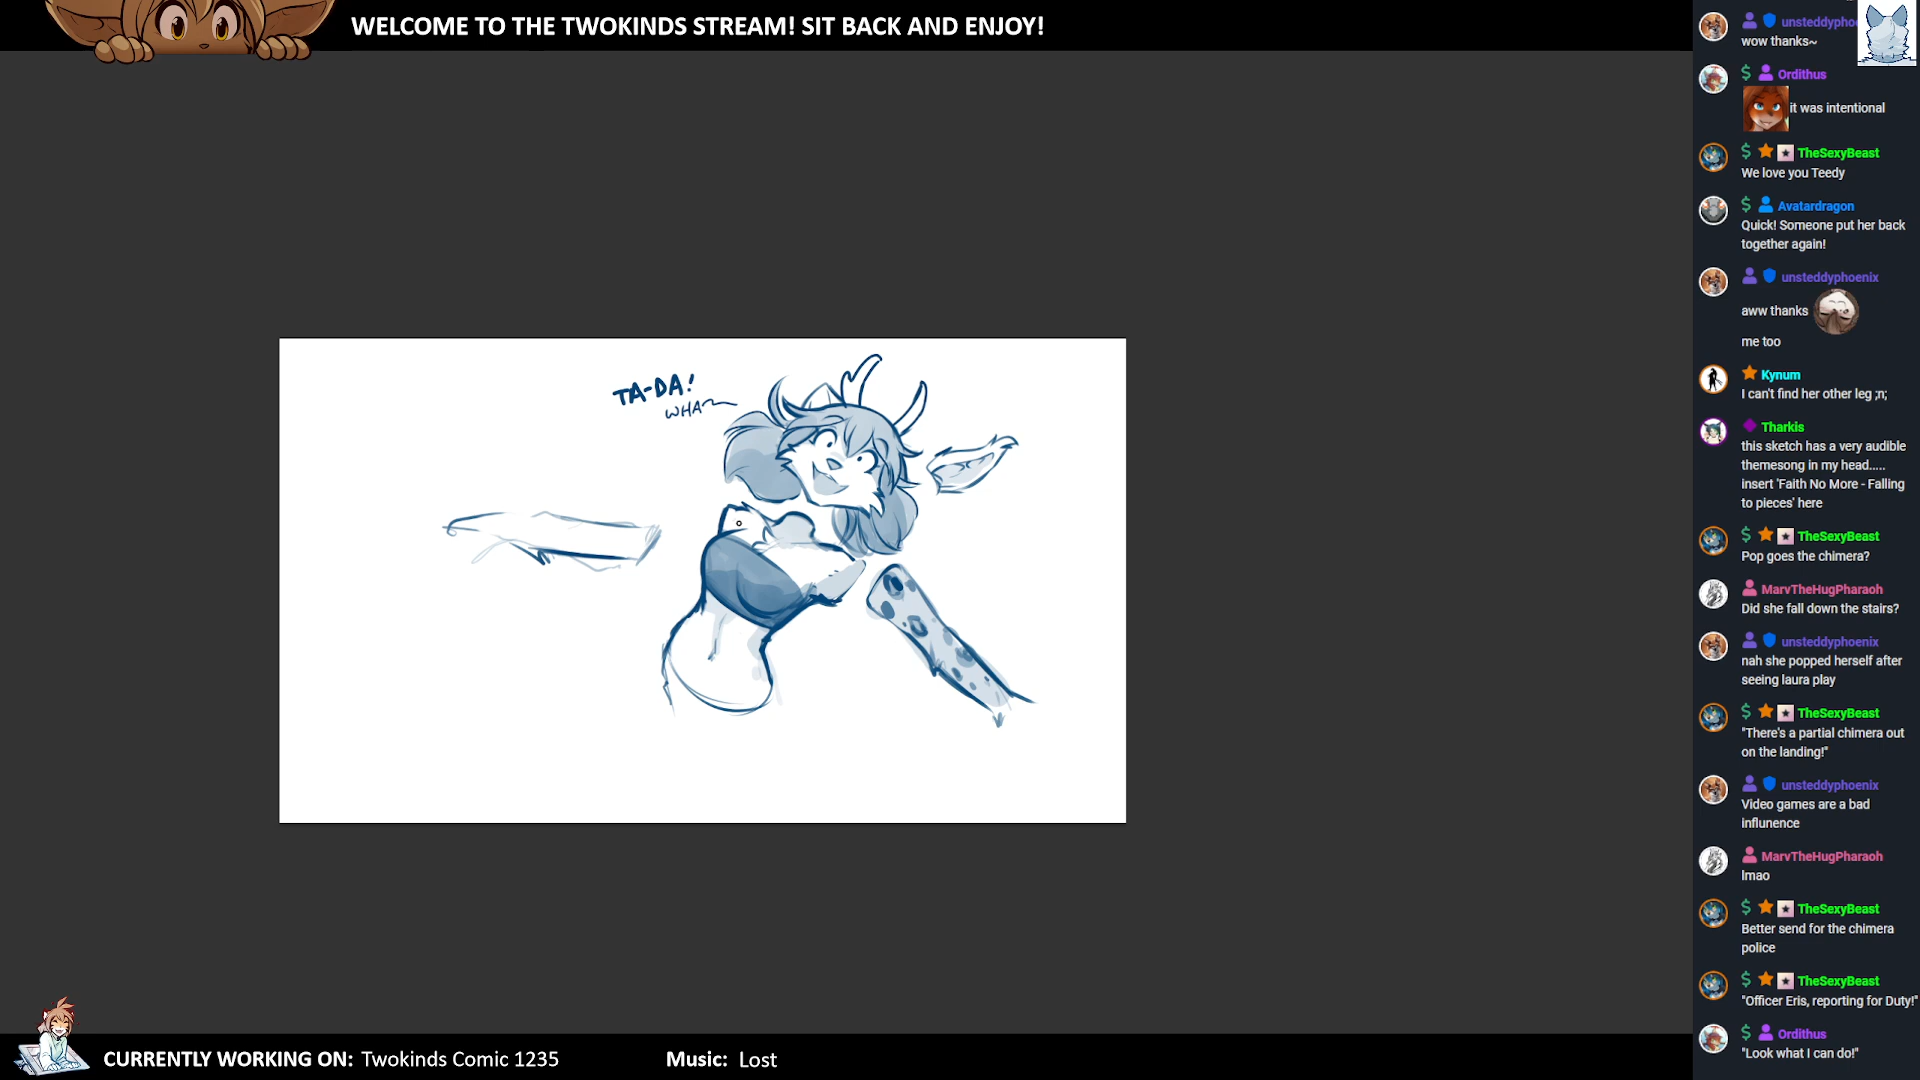 WELCOME TO THE TWOKINDS STREAM! SIT BACK AND ENJOY!
TA-DA!
WHA~
CURRENTLY WORKING ON: Twokinds Comic 1235
Music: Lost
wow thanks~
Ordithus
it was intentional
TheSexyBeast
We love you Teedy
Avatardragon
Quick! Someone put her back
together again!
unsteddyphoenix
aww thanks
me too
Kynum
I can't find her other leg ;n;
Tharkis
this sketch has a very audible
themesong in my head.....
insert 'Faith No More - Falling
to pieces' here
TheSexyBeast
Pop goes the chimera?
MarvTheHugPharaoh
Did she fall down the stairs?
unsteddyphoenix
nah she popped herself after
seeing laura play
TheSexyBeast
"There's a partial chimera out
on the landing!"
unsteddyphoenix
Video games are a bad
influnence
MarvTheHugPharaoh
lmao
TheSexyBeast
Better send for the chimera
police
TheSexyBeast
"Officer Eris, reporting for Duty!"
Ordithus
"Look what I can do!"